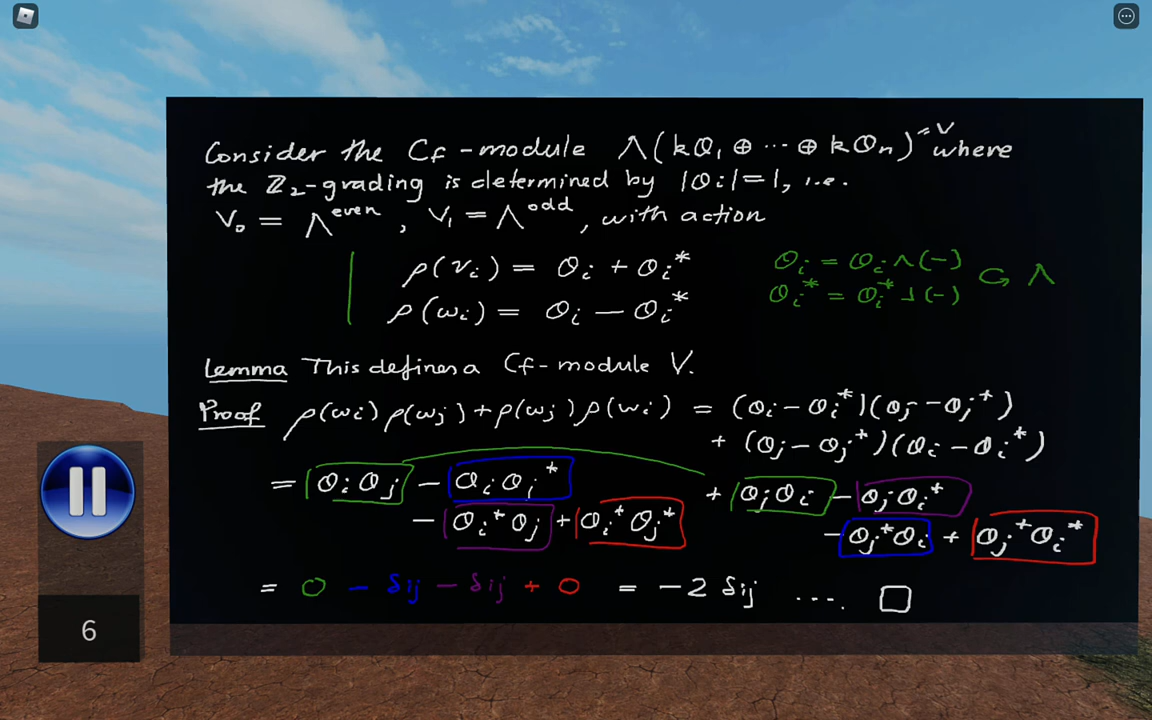 Consider the Cf-module Λ(kθ₁ ⊕ ⋯ ⊕ kθₙ) = V where
the ℤ₂-grading is determined by |θi| = 1, i.e.
V₀ = Λ^even, V₁ = Λ^odd, with action
ρ(vᵢ) = θᵢ + θᵢ*
θᵢ = θᵢ ∧ (-)
ρ(wᵢ) = θᵢ - θᵢ*
θᵢ* = θᵢ* ⌟ (-)
G Λ
Lemma This defines a Cf-module V.
Proof ρ(wᵢ)ρ(wⱼ) + ρ(wⱼ)ρ(wᵢ) = (θᵢ - θᵢ*)(θⱼ - θⱼ*)
+ (θⱼ - θⱼ*)(θᵢ - θᵢ*)
= θᵢθⱼ - θᵢθⱼ* + θⱼθᵢ - θⱼθᵢ*
- θᵢ*θⱼ + θᵢ*θⱼ* - θⱼ*θᵢ + θⱼ*θᵢ*
= 0 - δij - δij + 0 = -2 δij .... □
6